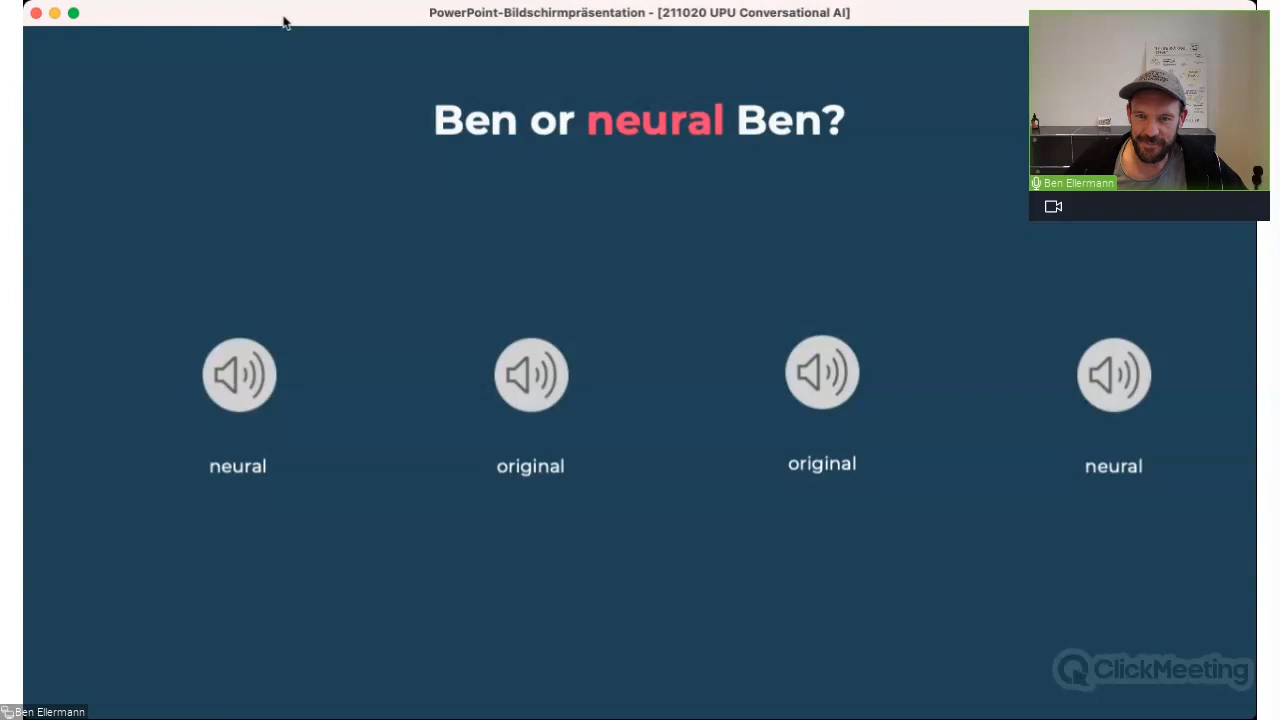 PowerPoint-Bildschirmpräsentation - [211020 UPU Conversational AI]
Ben or neural Ben?
Ben Ellermann
neural
original
original
neural
ClickMeeting
Ben Ellermann